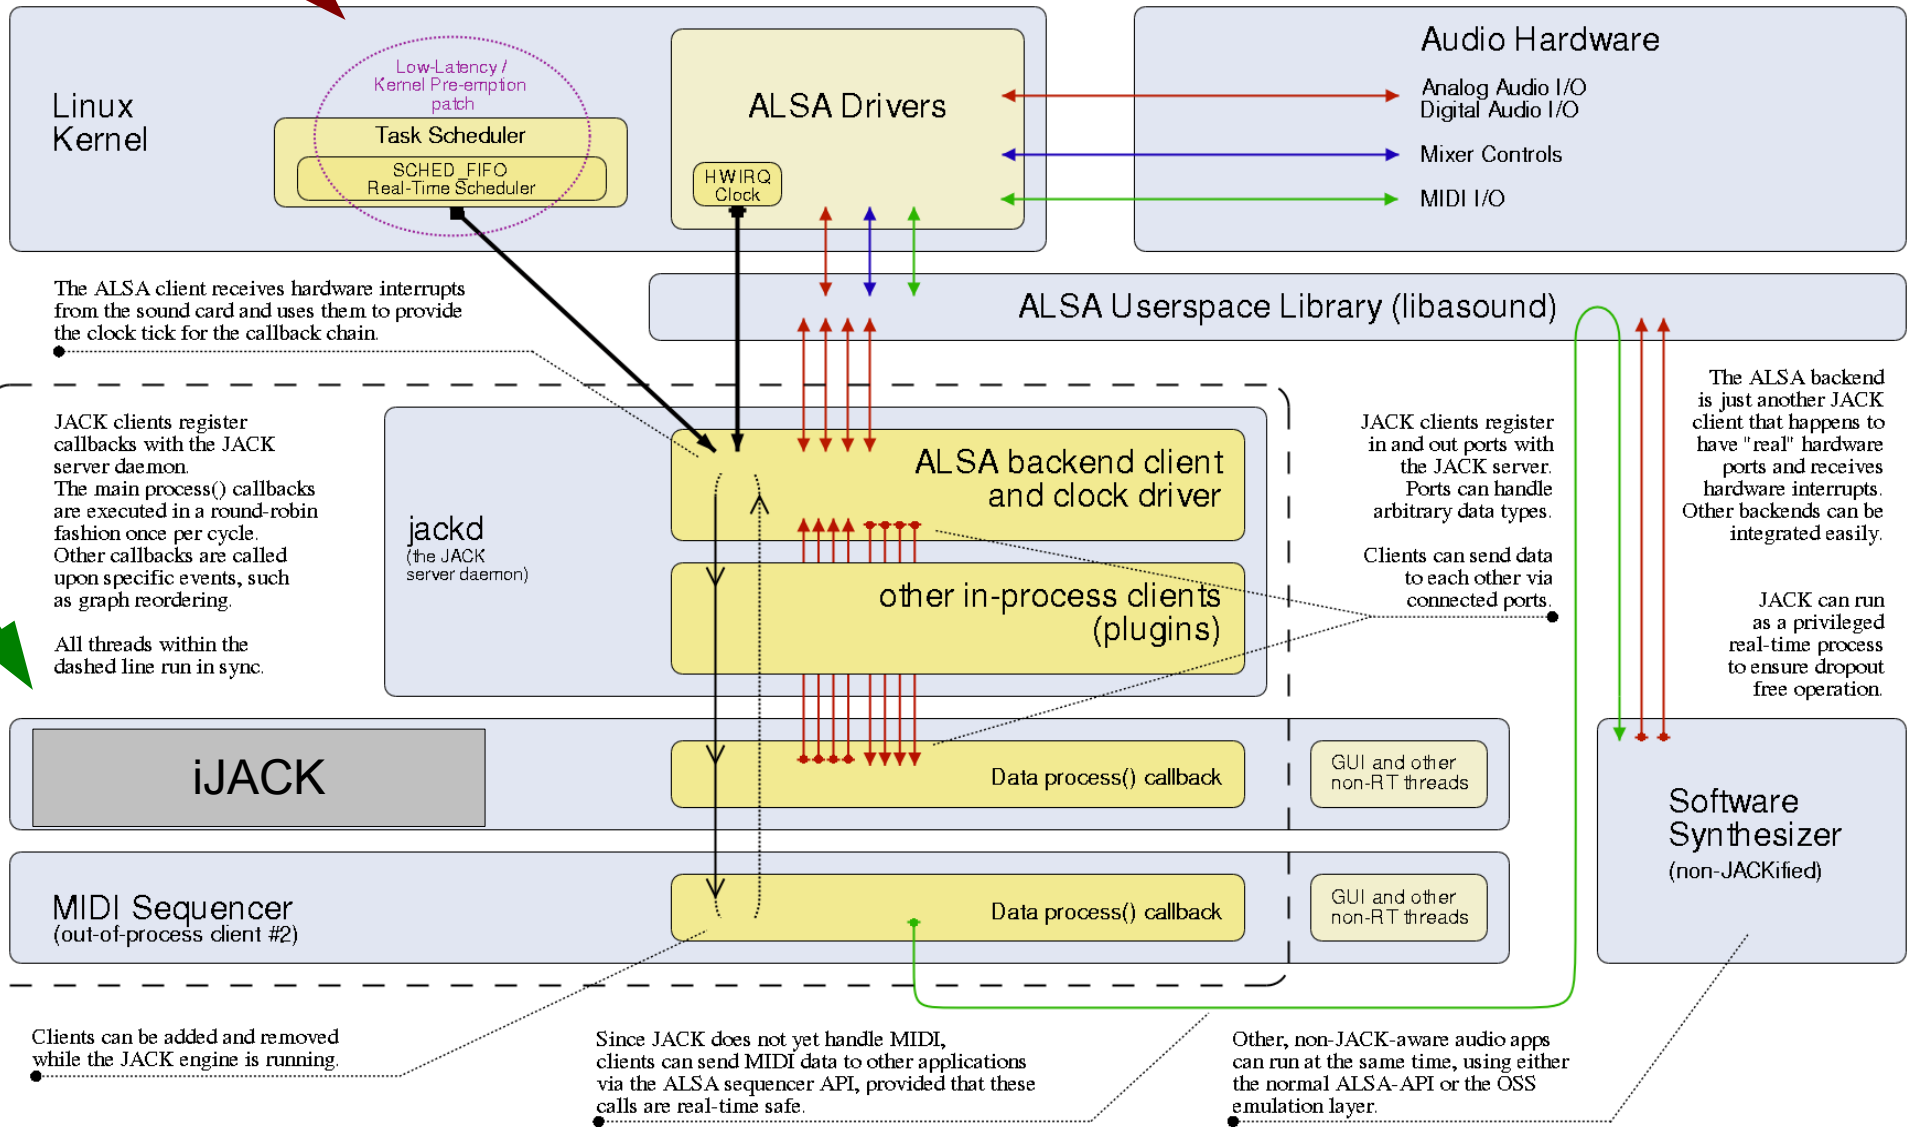 Linux
Kernel
Low-Latency /
Kernel Pre-emption
patch
Task Scheduler
SCHED_FIFO
Real-Time Scheduler
ALSA Drivers
HWIRQ
Clock
Audio Hardware
Analog Audio I/O
Digital Audio I/O
Mixer Controls
MIDI I/O
The ALSA client receives hardware interrupts
from the sound card and uses them to provide
the clock tick for the callback chain.
ALSA Userspace Library (libasound)
JACK clients register
callbacks with the JACK
server daemon.
The main process() callbacks
are executed in a round-robin
fashion once per cycle.
Other callbacks are called
upon specific events, such
as graph reordering.
All threads within the
dashed line run in sync.
jackd
(the JACK
server daemon)
ALSA backend client
and clock driver
other in-process clients
(plugins)
JACK clients register
in and out ports with
the JACK server.
Ports can handle
arbitrary data types.
Clients can send data
to each other via
connected ports.
The ALSA backend
is just another JACK
client that happens to
have "real" hardware
ports and receives
hardware interrupts.
Other backends can be
integrated easily.
JACK can run
as a privileged
real-time process
to ensure dropout
free operation.
iJACK
Data process() callback
GUI and other
non-RT threads
MIDI Sequencer
(out-of-process client #2)
Data process() callback
GUI and other
non-RT threads
Software
Synthesizer
(non-JACKified)
Clients can be added and removed
while the JACK engine is running.
Since JACK does not yet handle MIDI,
clients can send MIDI data to other applications
via the ALSA sequencer API, provided that these
calls are real-time safe.
Other, non-JACK-aware audio apps
can run at the same time, using either
the normal ALSA-API or the OSS
emulation layer.